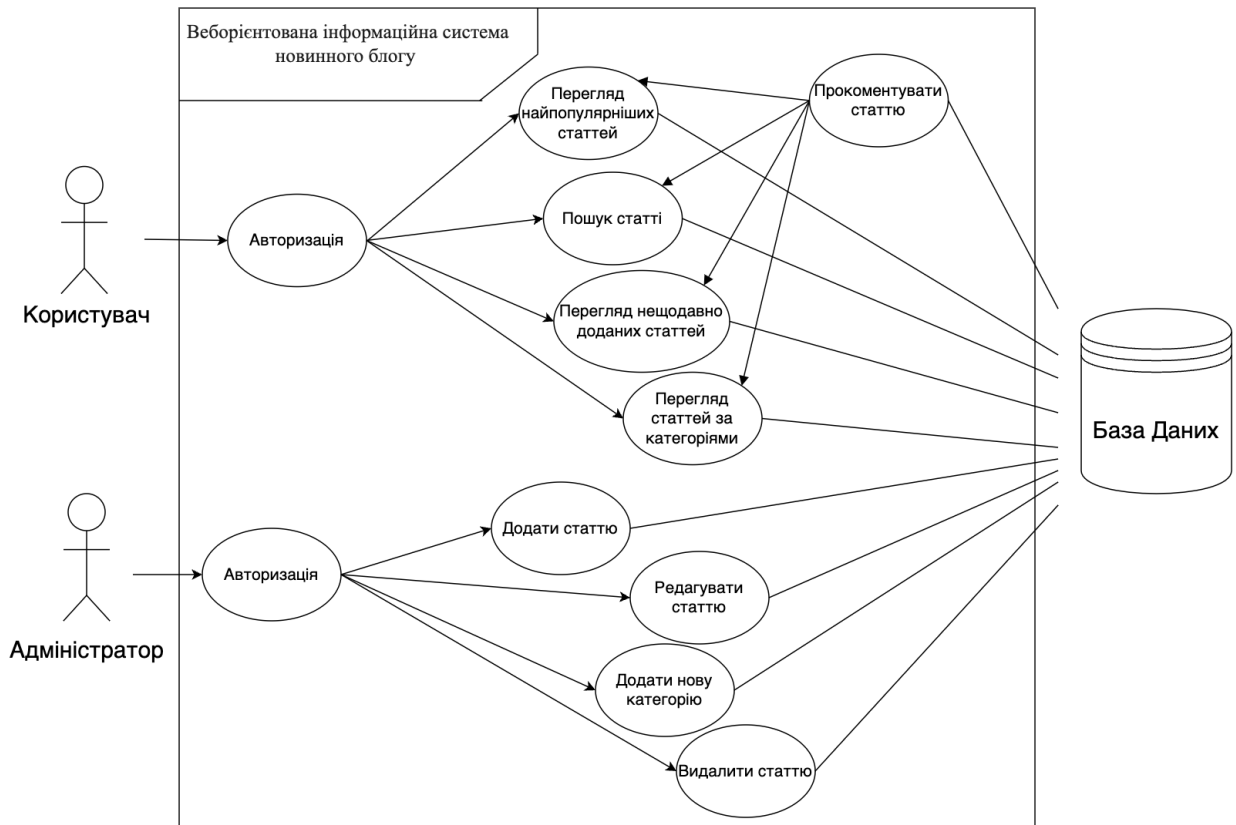 Веборієнтована інформаційна система
новинного блогу
Перегляд
найпопулярніших
статтей
Прокоментувати
статтю
Пошук статті
Авторизація
Користувач
Перегляд нещодавно
доданих статтей
Перегляд
статтей за
категоріями
База Даних
Додати статтю
Авторизація
Редагувати
статтю
Адміністратор
Додати нову
категорію
Видалити статтю